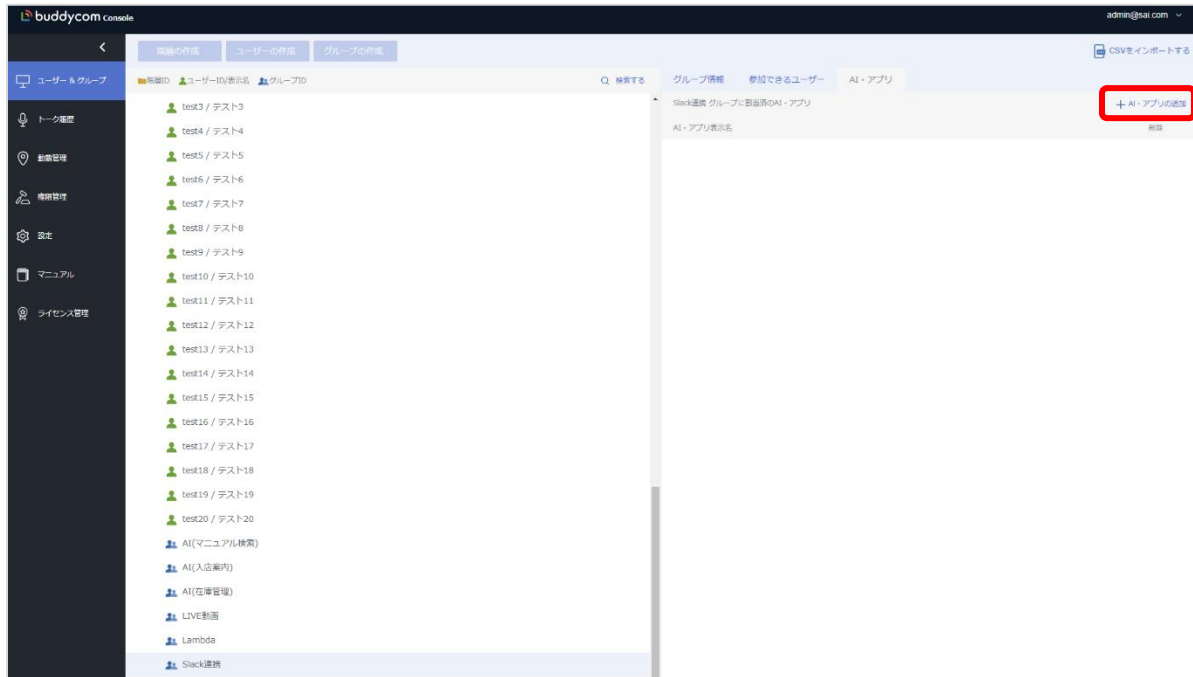 buddycom Console
admin@sai.com
階層の作成 ユーザーの作成 グループの作成
CSVをインポートする
ユーザー & グループ
トーク履歴
動態管理
権限管理
設定
マニュアル
ライセンス管理
階層ID ユーザーID/表示名 グループID
検索する
test3 / テスト3
test4 / テスト4
test5 / テスト5
test6 / テスト6
test7 / テスト7
test8 / テスト8
test9 / テスト9
test10 / テスト10
test11 / テスト11
test12 / テスト12
test13 / テスト13
test14 / テスト14
test15 / テスト15
test16 / テスト16
test17 / テスト17
test18 / テスト18
test19 / テスト19
test20 / テスト20
AI(マニュアル検索)
AI(入店案内)
AI(在庫管理)
LIVE動画
Lambda
Slack連携
グループ情報 参加できるユーザー AI・アプリ
Slack連携 グループに割当済のAI・アプリ
+ AI・アプリの追加
AI・アプリ表示名
削除